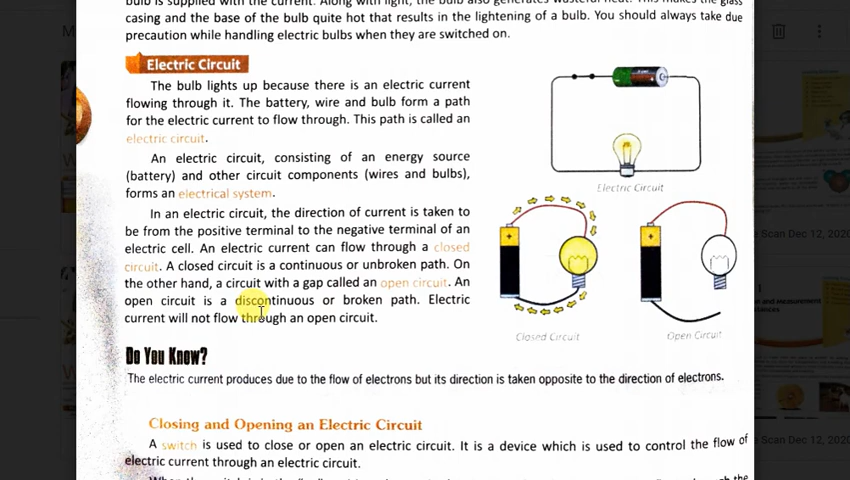 bulb is supplied with the current. Along with light, the bulb also generates wasteful heat. This makes the glass
casing and the base of the bulb quite hot that results in the lightening of a bulb. You should always take due
precaution while handling electric bulbs when they are switched on.
Electric Circuit
The bulb lights up because there is an electric current
flowing through it. The battery, wire and bulb form a path
for the electric current to flow through. This path is called an
electric circuit.
An electric circuit, consisting of an energy source
(battery) and other circuit components (wires and bulbs),
forms an electrical system.
Electric Circuit
In an electric circuit, the direction of current is taken to
be from the positive terminal to the negative terminal of an
electric cell. An electric current can flow through a closed
circuit. A closed circuit is a continuous or unbroken path. On
the other hand, a circuit with a gap called an open circuit. An
open circuit is a discontinuous or broken path. Electric
current will not flow through an open circuit.
Closed Circuit
Open Circuit
Do You Know?
The electric current produces due to the flow of electrons but its direction is taken opposite to the direction of electrons.
Closing and Opening an Electric Circuit
A switch is used to close or open an electric circuit. It is a device which is used to control the flow of
electric current through an electric circuit.
Scan Dec 12, 2020
Scan Dec 12, 2020